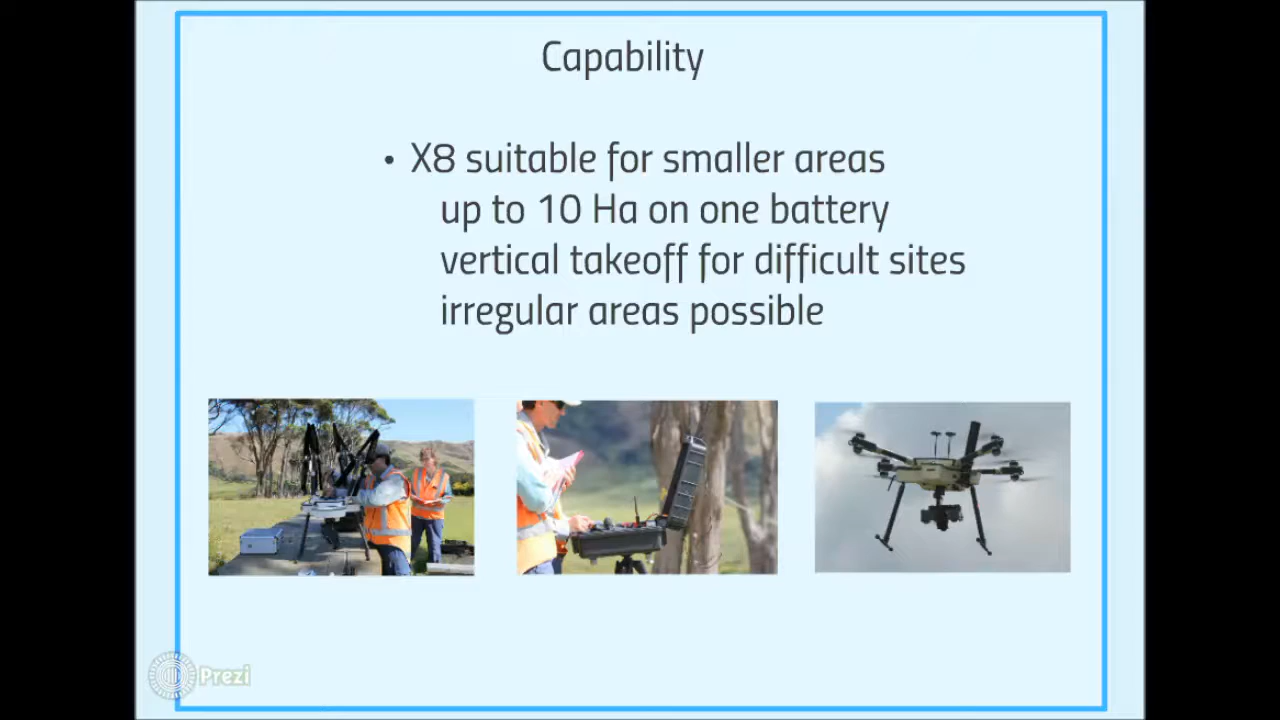 Capability
• X8 suitable for smaller areas
up to 10 Ha on one battery
vertical takeoff for difficult sites
irregular areas possible
Prezi